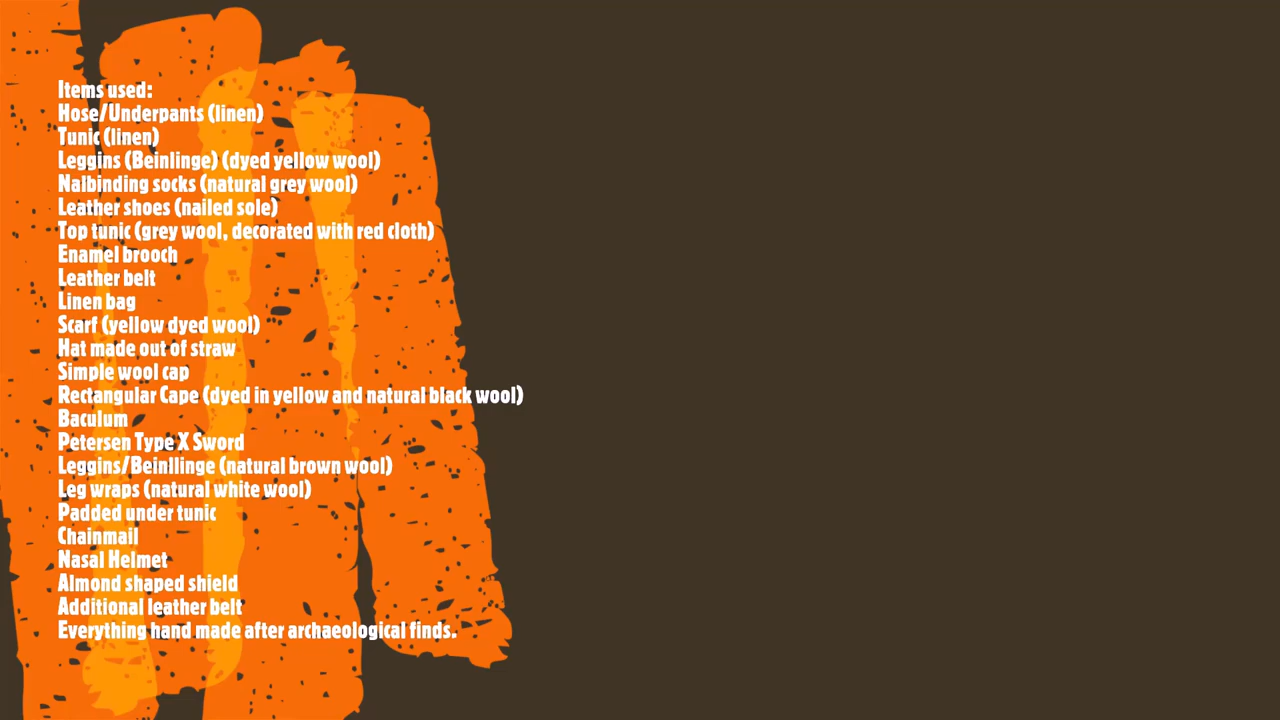 Items used:
Hose/Underpants (linen)
Tunic (linen)
Leggins (Beinlinge) (dyed yellow wool)
Nalbinding socks (natural grey wool)
Leather shoes (nailed sole)
Top tunic (grey wool, decorated with red cloth)
Enamel brooch
Leather belt
Linen bag
Scarf (yellow dyed wool)
Hat made out of straw
Simple wool cap
Rectangular Cape (dyed in yellow and natural black wool)
Baculum
Petersen Type X Sword
Leggins/Beinllinge (natural brown wool)
Leg wraps (natural white wool)
Padded under tunic
Chainmail
Nasal Helmet
Almond shaped shield
Additional leather belt
Everything hand made after archaeological finds.